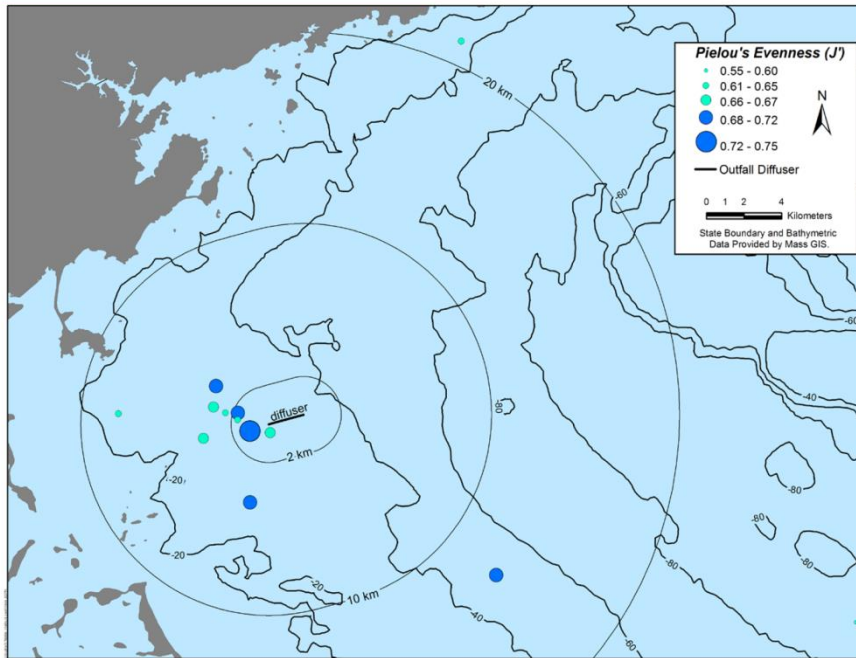 Pielou's Evenness (J')
0.55 - 0.60
0.61 - 0.65
0.66 - 0.67
0.68 - 0.72
0.72 - 0.75
N
Outfall Diffuser
0 1 2 4
Kilometers
State Boundary and Bathymetric
Data Provided by Mass GIS.
20 km
-60
-60
-40
-80
diffuser
2 km
-20
-80
-80
-20
-80
-20
10 km
-80
-40
-60